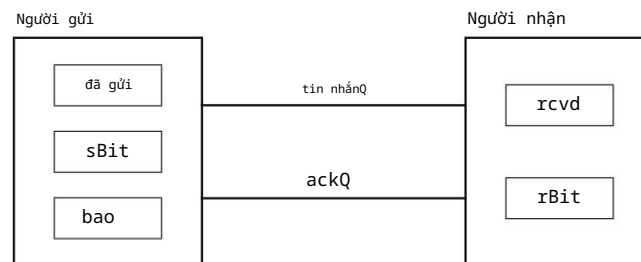 Người gửi
Người nhận
đã gửi
tin nhắnQ
rcvd
sBit
ackQ
rBit
bao